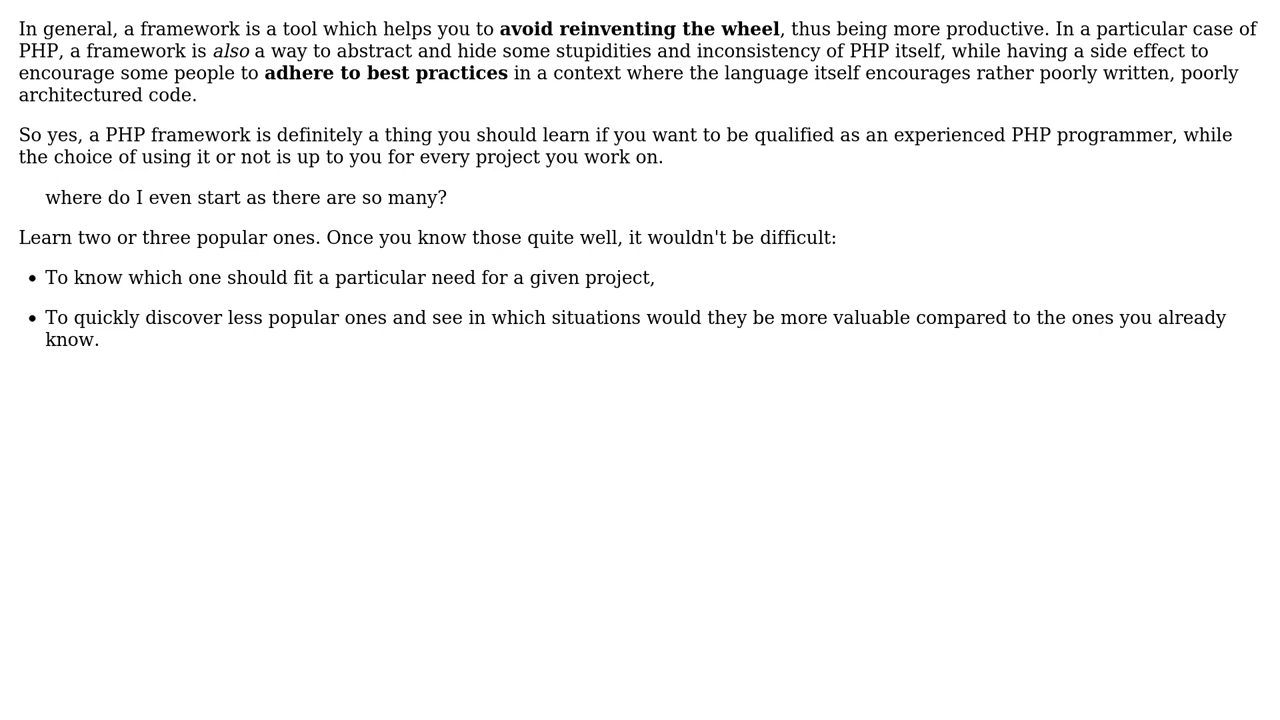 In general, a framework is a tool which helps you to avoid reinventing the wheel, thus being more productive. In a particular case of
PHP, a framework is also a way to abstract and hide some stupidities and inconsistency of PHP itself, while having a side effect to
encourage some people to adhere to best practices in a context where the language itself encourages rather poorly written, poorly
architectured code.
So yes, a PHP framework is definitely a thing you should learn if you want to be qualified as an experienced PHP programmer, while
the choice of using it or not is up to you for every project you work on.
where do I even start as there are so many?
Learn two or three popular ones. Once you know those quite well, it wouldn't be difficult:
• To know which one should fit a particular need for a given project,
• To quickly discover less popular ones and see in which situations would they be more valuable compared to the ones you already
know.